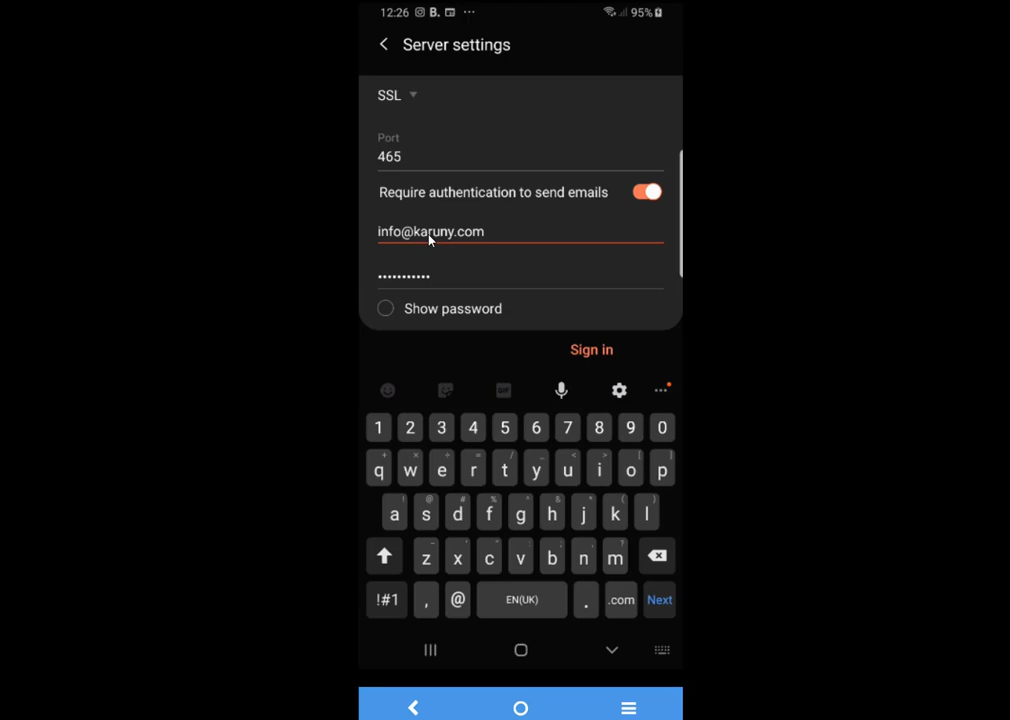 12:26 B. ... 95%
Server settings
SSL
Port
465
Require authentication to send emails
info@karuny.com
•••••••••••
Show password
Sign in
1 2 3 4 5 6 7 8 9 0
q w e r t y u i o p
a s d f g h j k l
z x c v b n m
!#1 , @ EN(UK) . .com Next